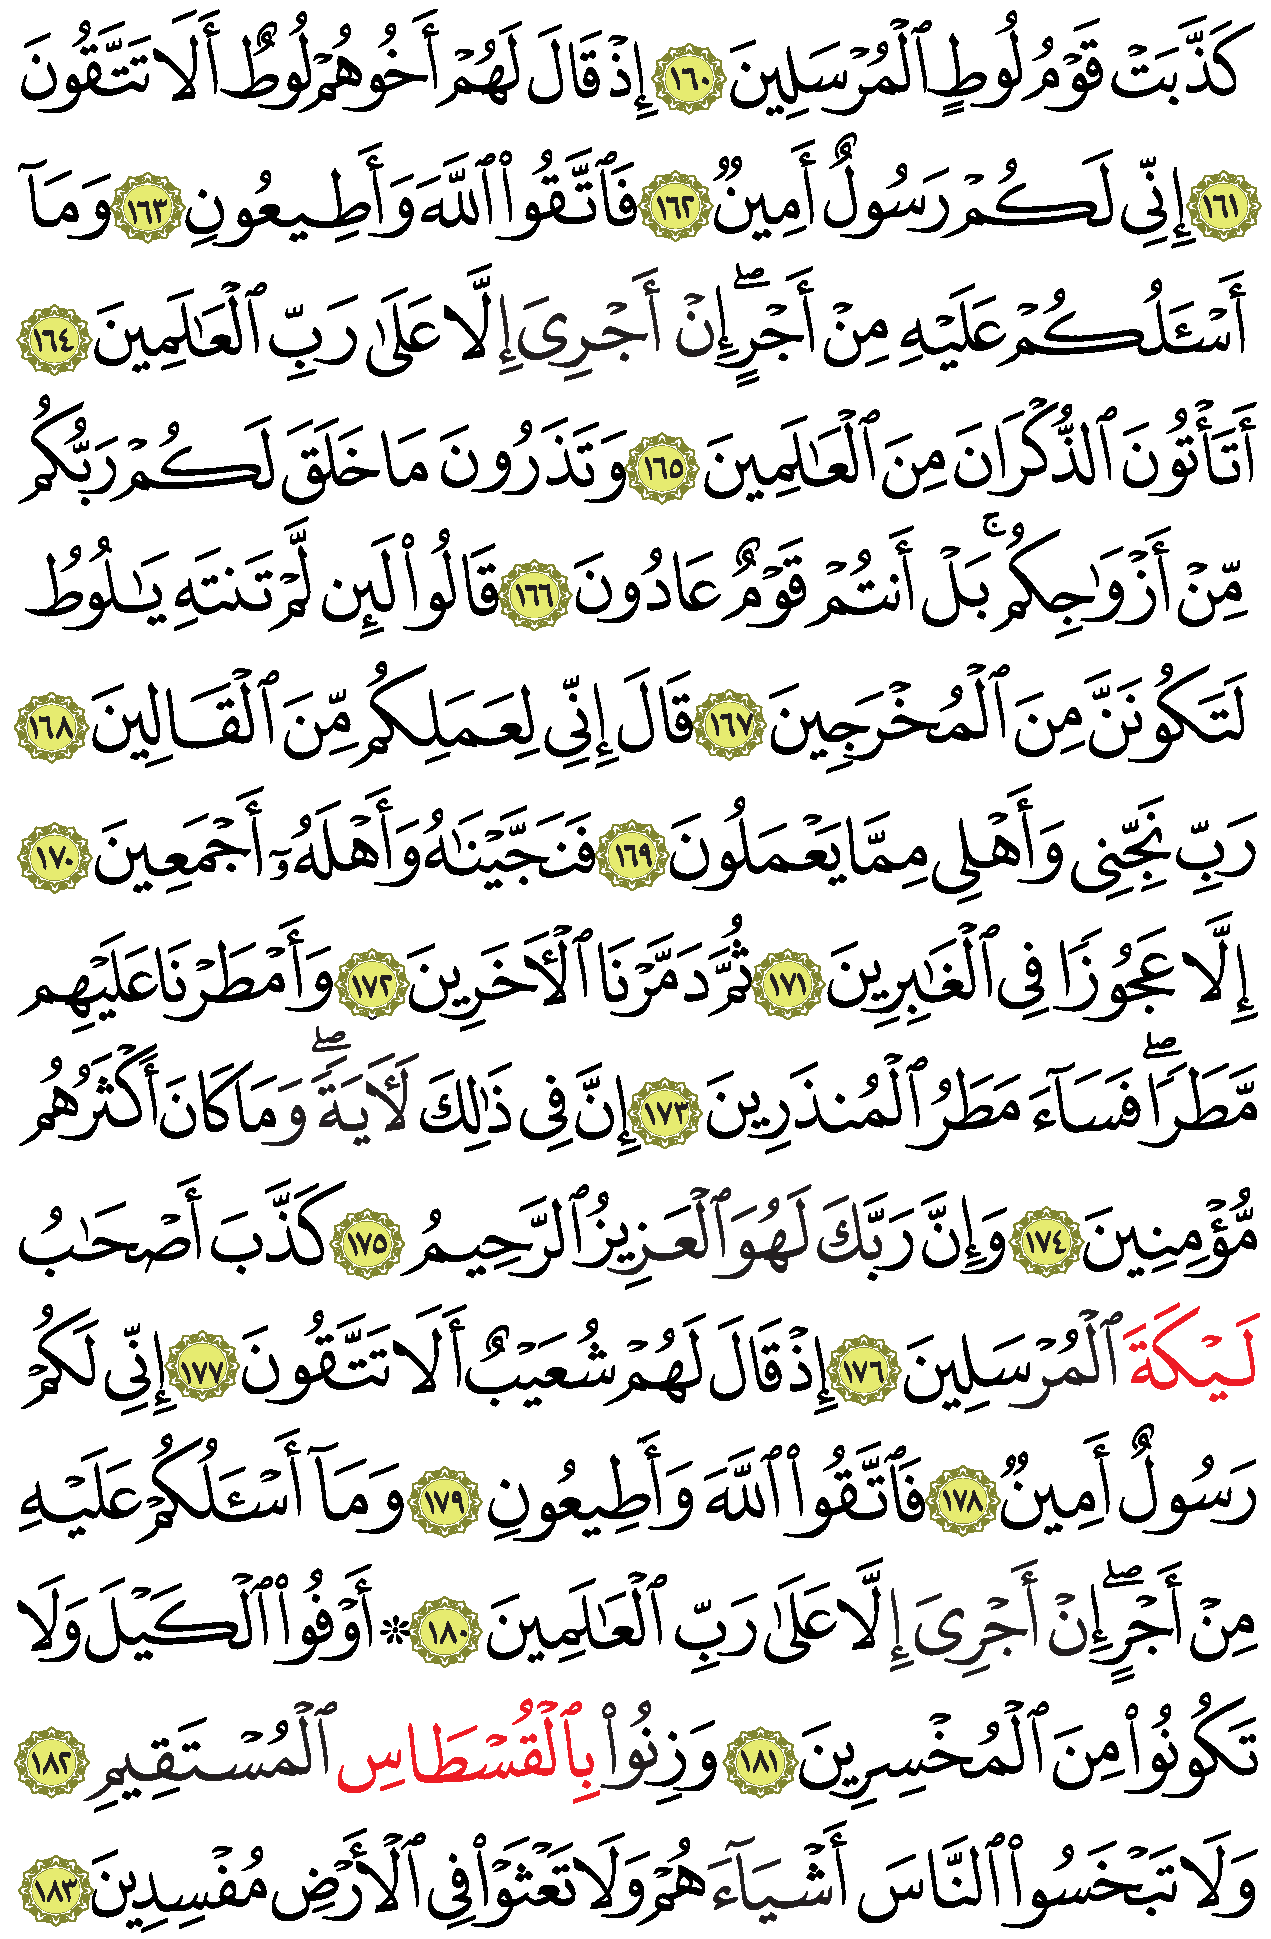 كَذَّبَتْ قَوْمُ لُوطٍ ٱلْمُرْسَلِينَ ١٦٠ إِذْ قَالَ لَهُمْ أَخُوهُمْ لُوطٌ أَلَا تَتَّقُونَ
١٦١ إِنِّى لَكُمْ رَسُولٌ أَمِينٌ ١٦٢ فَٱتَّقُوا۟ ٱللَّهَ وَأَطِيعُونِ ١٦٣ وَمَآ
أَسْـَٔلُكُمْ عَلَيْهِ مِنْ أَجْرٍ ۖ إِنْ أَجْرِىَ إِلَّا عَلَىٰ رَبِّ ٱلْعَـٰلَمِينَ ١٦٤
أَتَأْتُونَ ٱلذُّكْرَانَ مِنَ ٱلْعَـٰلَمِينَ ١٦٥ وَتَذَرُونَ مَا خَلَقَ لَكُمْ رَبُّكُم
مِّنْ أَزْوَٰجِكُم ۚ بَلْ أَنتُمْ قَوْمٌ عَادُونَ ١٦٦ قَالُوا۟ لَئِن لَّمْ تَنتَهِ يَـٰلُوطُ
لَتَكُونَنَّ مِنَ ٱلْمُخْرَجِينَ ١٦٧ قَالَ إِنِّى لِعَمَلِكُم مِّنَ ٱلْقَالِينَ ١٦٨
رَبِّ نَجِّنِى وَأَهْلِى مِمَّا يَعْمَلُونَ ١٦٩ فَنَجَّيْنَـٰهُ وَأَهْلَهُۥٓ أَجْمَعِينَ ١٧٠
إِلَّا عَجُوزًا فِى ٱلْغَـٰبِرِينَ ١٧١ ثُمَّ دَمَّرْنَا ٱلْـَٔاخَرِينَ ١٧٢ وَأَمْطَرْنَا عَلَيْهِم
مَّطَرًا ۖ فَسَآءَ مَطَرُ ٱلْمُنذَرِينَ ١٧٣ إِنَّ فِى ذَٰلِكَ لَـَٔايَةً ۖ وَمَا كَانَ أَكْثَرُهُم
مُّؤْمِنِينَ ١٧٤ وَإِنَّ رَبَّكَ لَهُوَ ٱلْعَزِيزُ ٱلرَّحِيمُ ١٧٥ كَذَّبَ أَصْحَـٰبُ
لَيْكَةَ ٱلْمُرْسَلِينَ ١٧٦ إِذْ قَالَ لَهُمْ شُعَيْبٌ أَلَا تَتَّقُونَ ١٧٧ إِنِّى لَكُمْ
رَسُولٌ أَمِينٌ ١٧٨ فَٱتَّقُوا۟ ٱللَّهَ وَأَطِيعُونِ ١٧٩ وَمَآ أَسْـَٔلُكُمْ عَلَيْهِ
مِنْ أَجْرٍ ۖ إِنْ أَجْرِىَ إِلَّا عَلَىٰ رَبِّ ٱلْعَـٰلَمِينَ ١٨٠ ۞ أَوْفُوا۟ ٱلْكَيْلَ وَلَا
تَكُونُوا۟ مِنَ ٱلْمُخْسِرِينَ ١٨١ وَزِنُوا۟ بِٱلْقُسْطَاسِ ٱلْمُسْتَقِيمِ ١٨٢
وَلَا تَبْخَسُوا۟ ٱلنَّاسَ أَشْيَآءَهُمْ وَلَا تَعْثَوْا۟ فِى ٱلْأَرْضِ مُفْسِدِينَ ١٨٣